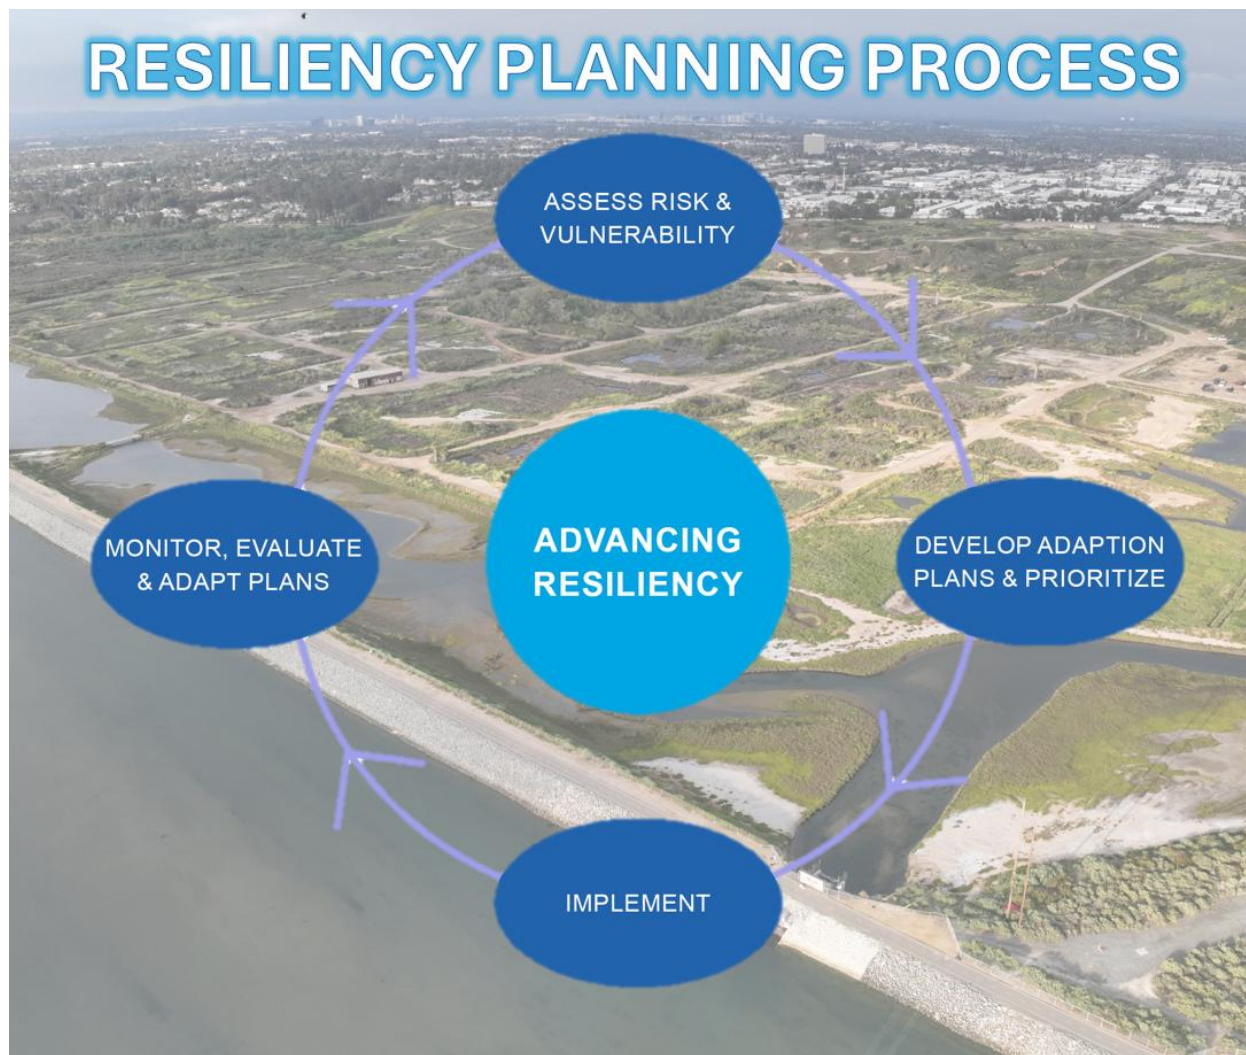 RESILIENCY PLANNING PROCESS
ASSESS RISK &
VULNERABILITY
MONITOR, EVALUATE
& ADAPT PLANS
ADVANCING
RESILIENCY
DEVELOP ADAPTION
PLANS & PRIORITIZE
IMPLEMENT